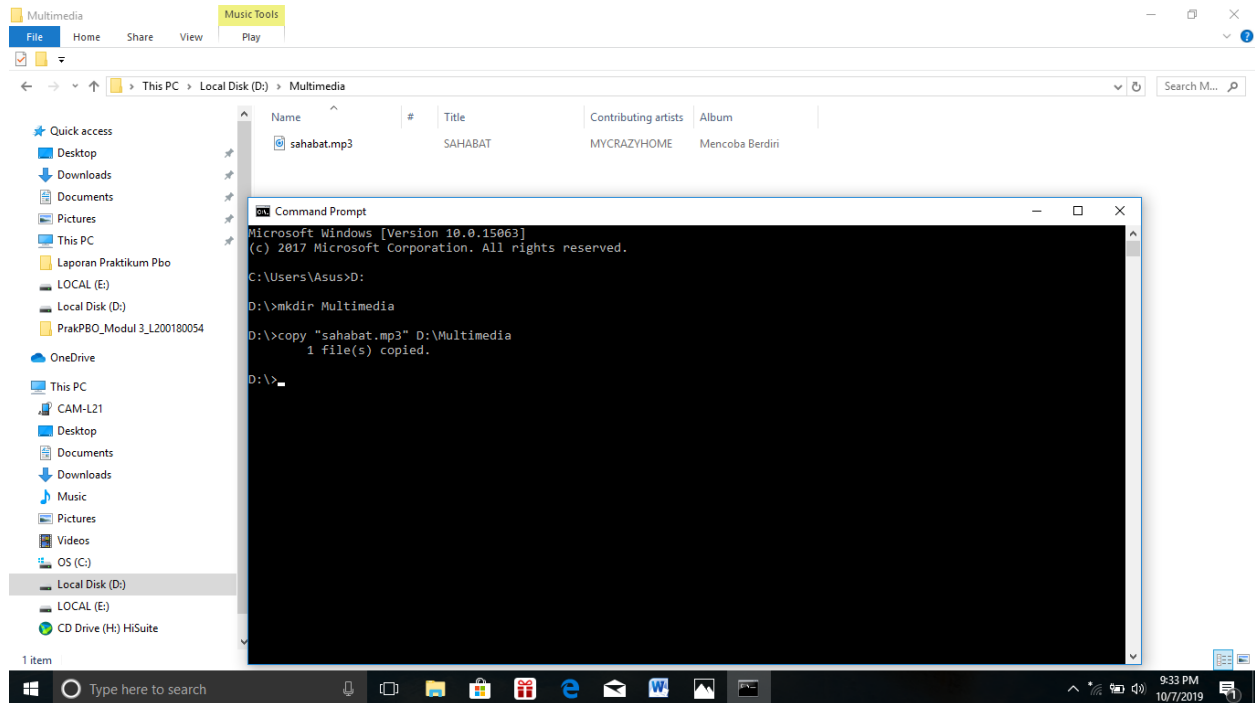 Multimedia
Music Tools
File Home Share View Play
This PC > Local Disk (D:) > Multimedia
Search M...
Name # Title Contributing artists Album
sahabat.mp3 SAHABAT MYCRAZYHOME Mencoba Berdiri
Quick access
Desktop
Downloads
Documents
Pictures
This PC
Laporan Praktikum Pbo
LOCAL (E:)
Local Disk (D:)
PrakPBO_Modul 3_L200180054
OneDrive
This PC
CAM-L21
Desktop
Documents
Downloads
Music
Pictures
Videos
OS (C:)
Local Disk (D:)
LOCAL (E:)
CD Drive (H:) HiSuite
1 item
Command Prompt
Microsoft Windows [Version 10.0.15063]
(c) 2017 Microsoft Corporation. All rights reserved.
C:\Users\Asus>D:
D:\>mkdir Multimedia
D:\>copy "sahabat.mp3" D:\Multimedia
1 file(s) copied.
D:\>
Type here to search
9:33 PM
10/7/2019